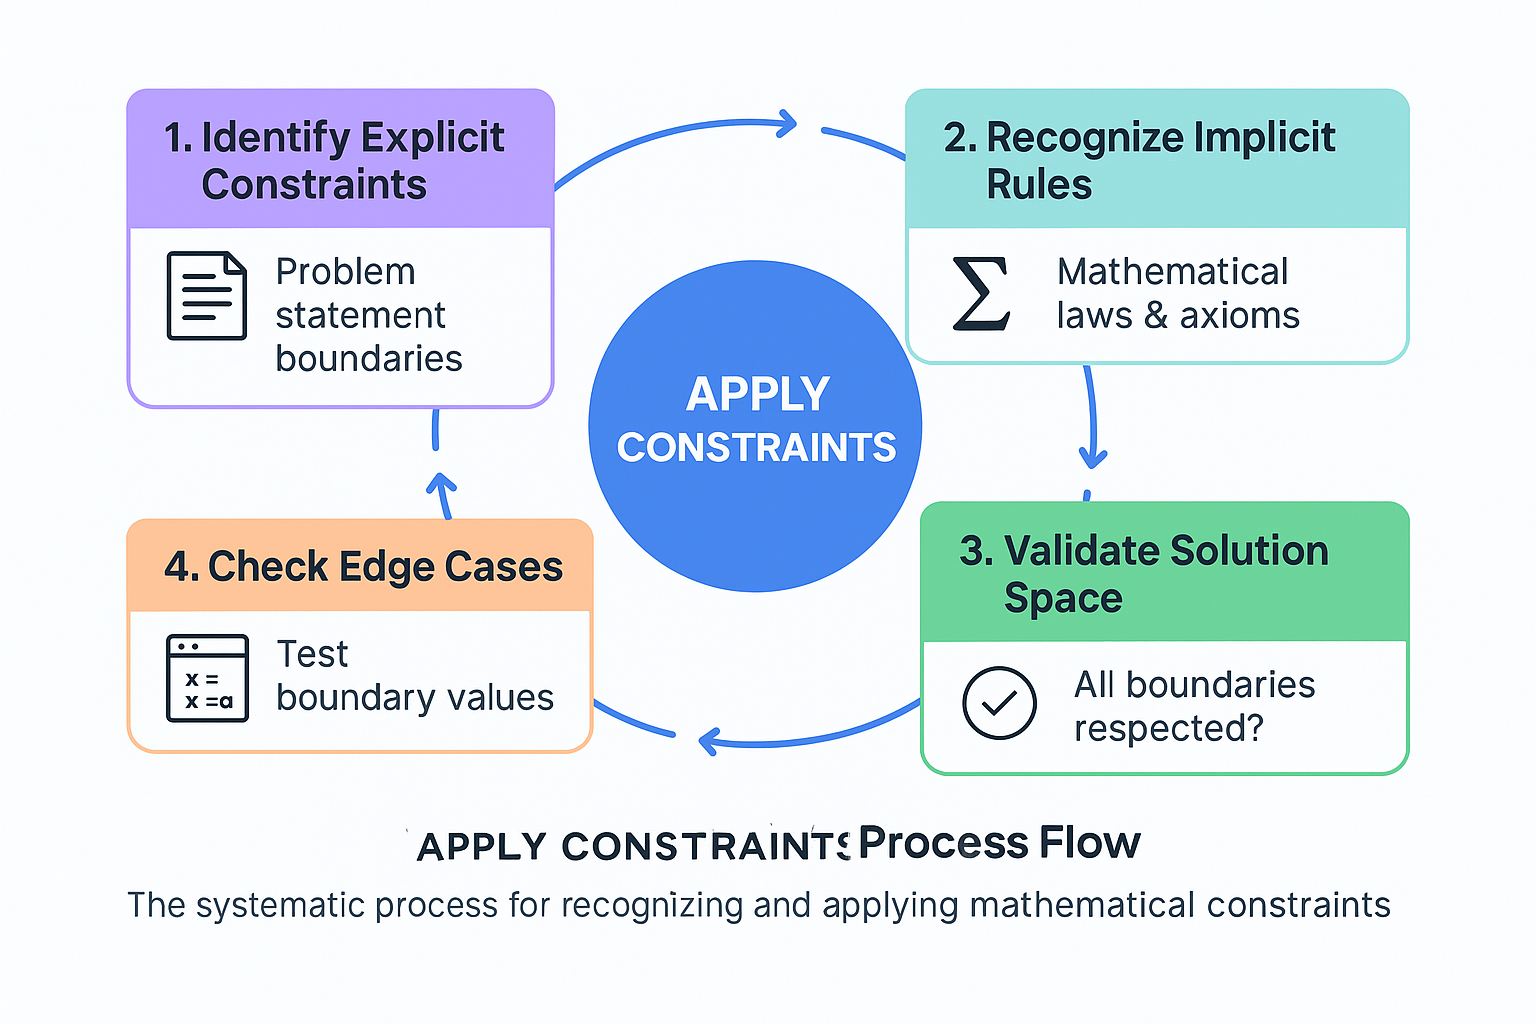 1. Identify Explicit
Constraints
Problem
statement
boundaries
2. Recognize Implicit
Rules
Σ
Mathematical
laws & axioms
APPLY
CONSTRAINTS
3. Validate Solution
Space
All boundaries
respected?
4. Check Edge Cases
x =
x =a
Test
boundary values
APPLY CONSTRAINTS Process Flow
The systematic process for recognizing and applying mathematical constraints